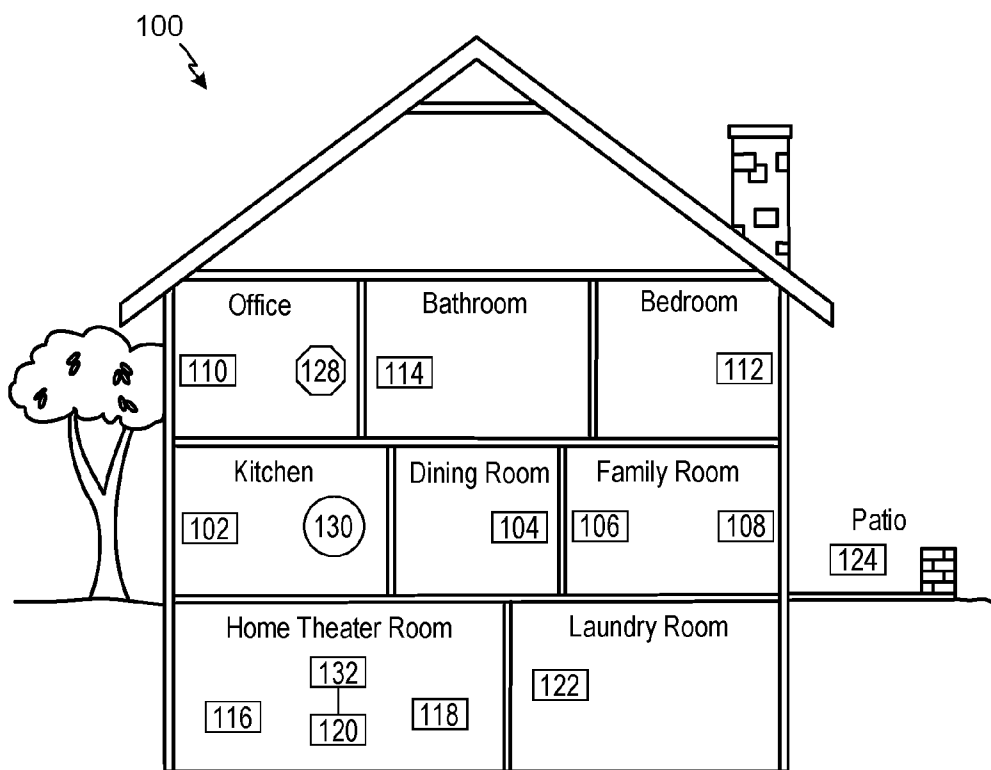 100
Office
Bathroom
Bedroom
110
128
114
112
Kitchen
Dining Room
Family Room
102
130
104
106
108
Patio
124
Home Theater Room
Laundry Room
132
122
116
120
118